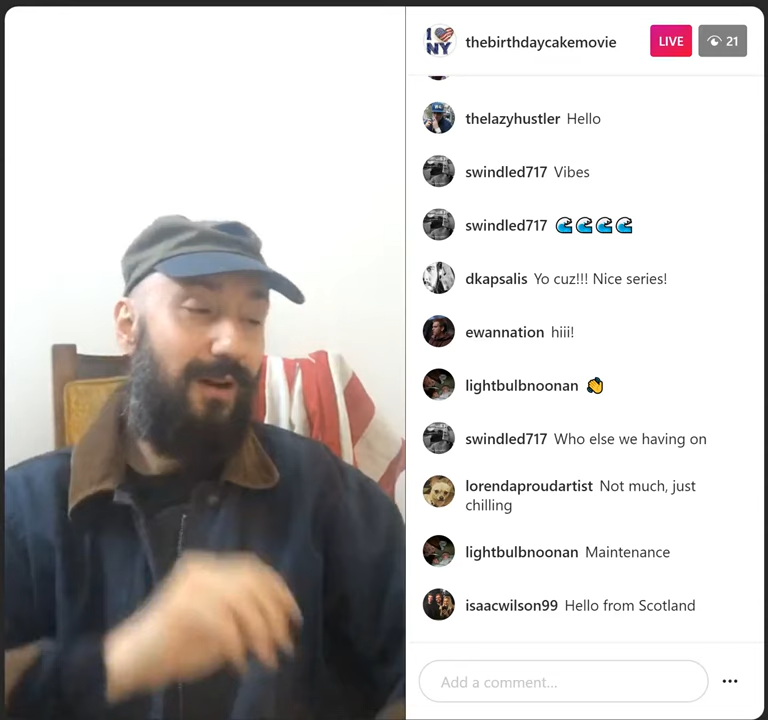 I
NY
thebirthdaycakemovie
LIVE
21
thelazyhustler Hello
swindled717 Vibes
swindled717 🌊🌊🌊🌊
dkapsalis Yo cuz!!! Nice series!
ewannation hiii!
lightbulbnoonan 👏
swindled717 Who else we having on
lorendaproudartist Not much, just
chilling
lightbulbnoonan Maintenance
isaacwilson99 Hello from Scotland
Add a comment...